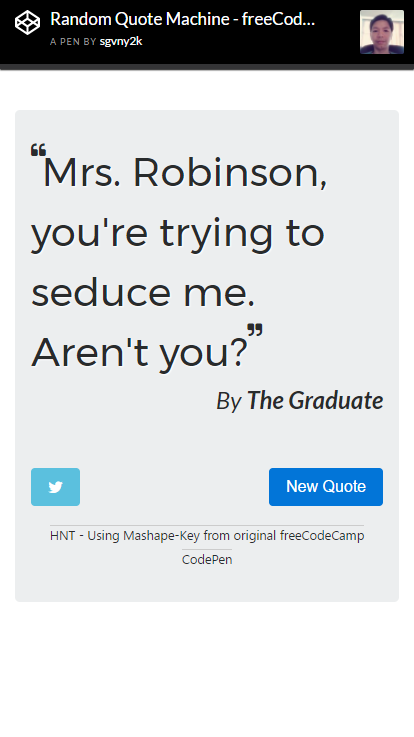 Random Quote Machine - freeCod...
A PEN BY sgvny2k
“Mrs. Robinson,
you're trying to
seduce me.
Aren't you?”
By The Graduate
New Quote
HNT - Using Mashape-Key from original freeCodeCamp
CodePen